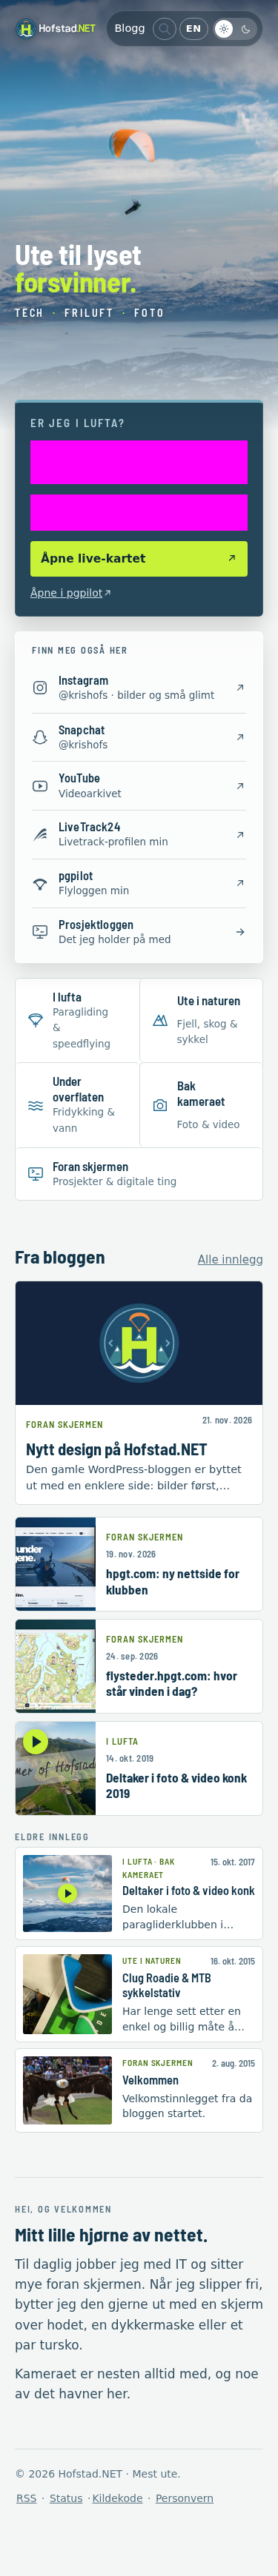 Hofstad.NET
Blogg
EN
Ute til lyset
forsvinner.
TECH · FRILUFT · FOTO
ER JEG I LUFTA?
Åpne live-kartet ↗
Åpne i pgpilot ↗
FINN MEG OGSÅ HER
Instagram
@krishofs · bilder og små glimt
Snapchat
@krishofs
YouTube
Videoarkivet
LiveTrack24
Livetrack-profilen min
pgpilot
Flyloggen min
Prosjektloggen
Det jeg holder på med
I lufta
Paragliding
&
speedflying
Ute i naturen
Fjell, skog &
sykkel
Under
overflaten
Fridykking &
vann
Bak
kameraet
Foto & video
Foran skjermen
Prosjekter & digitale ting
Fra bloggen
Alle innlegg
FORAN SKJERMEN
21. nov. 2026
Nytt design på Hofstad.NET
Den gamle WordPress-bloggen er byttet
ut med en enklere side: bilder først,…
FORAN SKJERMEN
19. nov. 2026
hpgt.com: ny nettside for
klubben
FORAN SKJERMEN
24. sep. 2026
flysteder.hpgt.com: hvor
står vinden i dag?
I LUFTA
14. okt. 2019
Deltaker i foto & video konk
2019
ELDRE INNLEGG
I LUFTA · BAK
KAMERAET
15. okt. 2017
Deltaker i foto & video konk
Den lokale
paragliderklubben i…
UTE I NATUREN
16. okt. 2015
Clug Roadie & MTB
sykkelstativ
Har lenge sett etter en
enkel og billig måte å…
FORAN SKJERMEN
2. aug. 2015
Velkommen
Velkomstinnlegget fra da
bloggen startet.
HEI, OG VELKOMMEN
Mitt lille hjørne av nettet.
Til daglig jobber jeg med IT og sitter
mye foran skjermen. Når jeg slipper fri,
bytter jeg den gjerne ut med en skjerm
over hodet, en dykkermaske eller et
par tursko.
Kameraet er nesten alltid med, og noe
av det havner her.
© 2026 Hofstad.NET · Mest ute.
RSS · Status · Kildekode · Personvern